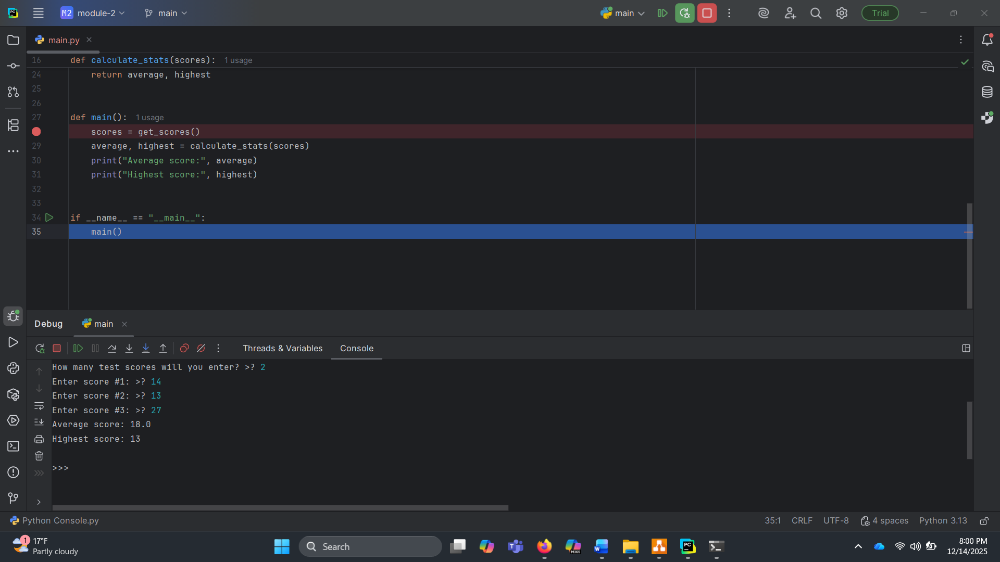 M2 module-2 main main Trial
main.py
16 def calculate_stats(scores): 1 usage
24 return average, highest
25
26
27 def main(): 1 usage
scores = get_scores()
29 average, highest = calculate_stats(scores)
30 print("Average score:", average)
31 print("Highest score:", highest)
32
33
34 if __name__ == "__main__":
35 main()
Debug main
Threads & Variables Console
How many test scores will you enter? >? 2
Enter score #1: >? 14
Enter score #2: >? 13
Enter score #3: >? 27
Average score: 18.0
Highest score: 13
>>>
Python Console.py 35:1 CRLF UTF-8 4 spaces Python 3.13
1 17°F
Partly cloudy
Search
M365
8:00 PM
12/14/2025